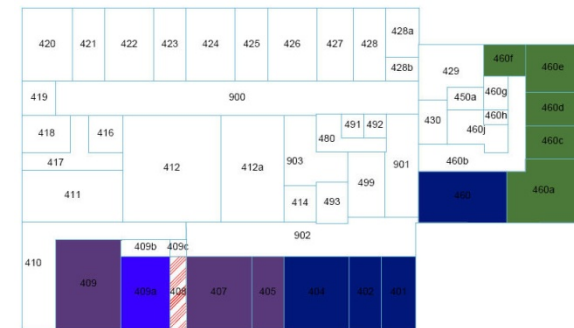 420 421 422 423 424 425 426 427 428 428a
428b
429 460f 460e
419 900 450a 460g
460d
430 460h
418 416 480 491 492 460j 460c
417 412 412a 903 901 460b
411 499 460a
414 493
902
410 409b 409c
409 409a 408 407 405 404 402 401